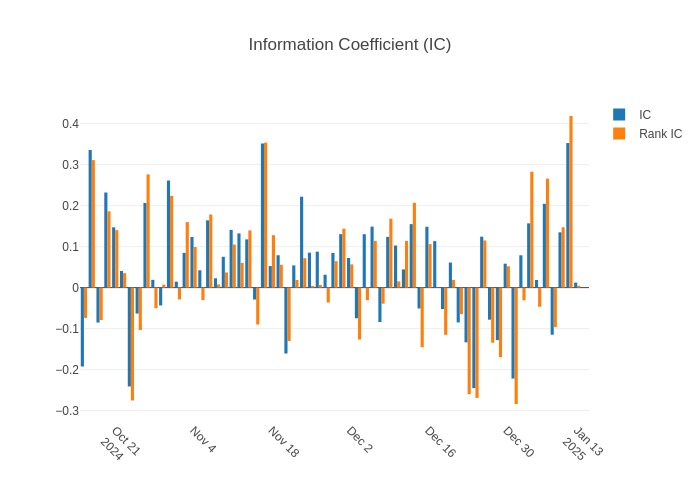 Information Coefficient (IC)
IC
Rank IC
0.4
0.3
0.2
0.1
0
−0.1
−0.2
−0.3
Oct 21
2024
Nov 4
Nov 18
Dec 2
Dec 16
Dec 30
Jan 13
2025